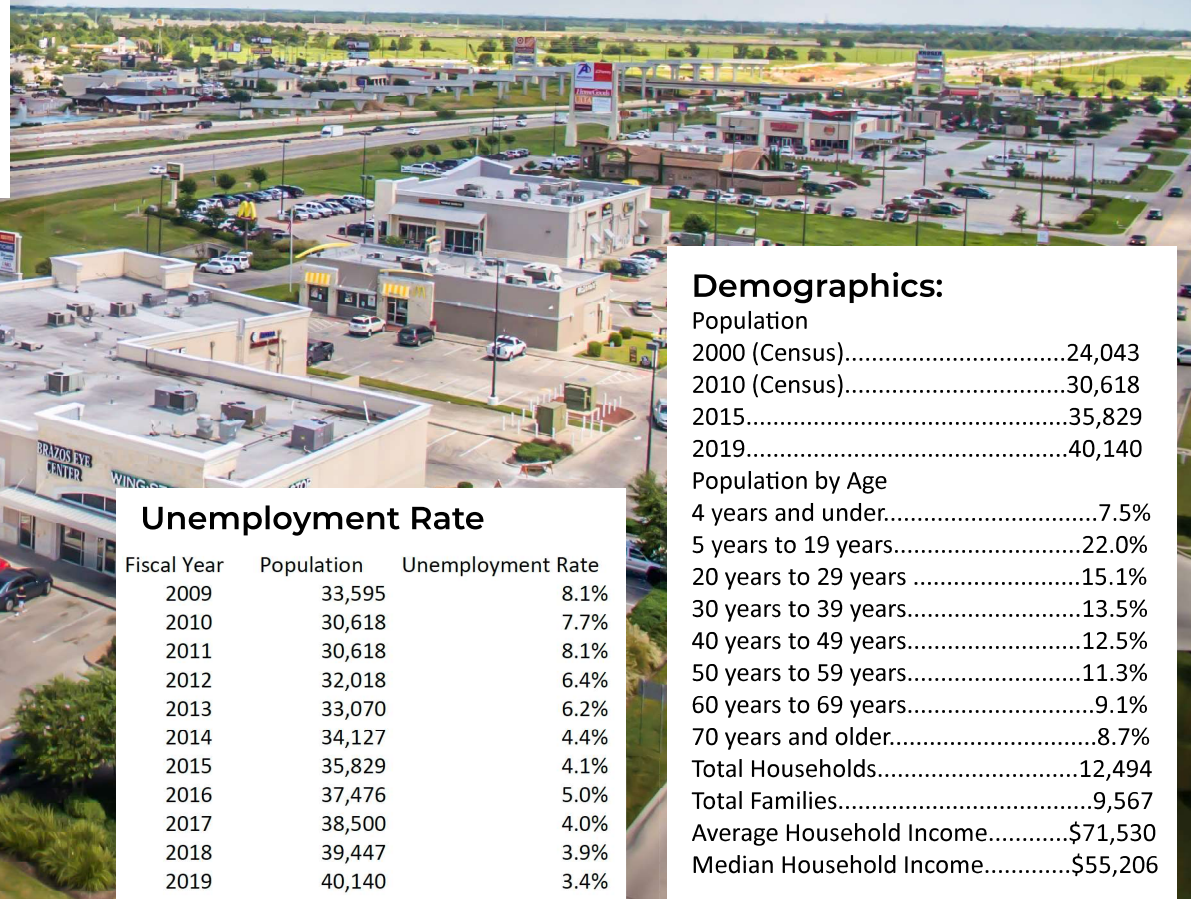 HomeGoods
KROGER
BRAZOS EYE
CENTER
Unemployment Rate
Fiscal Year Population Unemployment Rate
2009 33,595 8.1%
2010 30,618 7.7%
2011 30,618 8.1%
2012 32,018 6.4%
2013 33,070 6.2%
2014 34,127 4.4%
2015 35,829 4.1%
2016 37,476 5.0%
2017 38,500 4.0%
2018 39,447 3.9%
2019 40,140 3.4%
Demographics:
Population
2000 (Census).................................24,043
2010 (Census).................................30,618
2015................................................35,829
2019................................................40,140
Population by Age
4 years and under................................7.5%
5 years to 19 years............................22.0%
20 years to 29 years .........................15.1%
30 years to 39 years..........................13.5%
40 years to 49 years..........................12.5%
50 years to 59 years..........................11.3%
60 years to 69 years............................9.1%
70 years and older...............................8.7%
Total Households..............................12,494
Total Families......................................9,567
Average Household Income............$71,530
Median Household Income.............$55,206